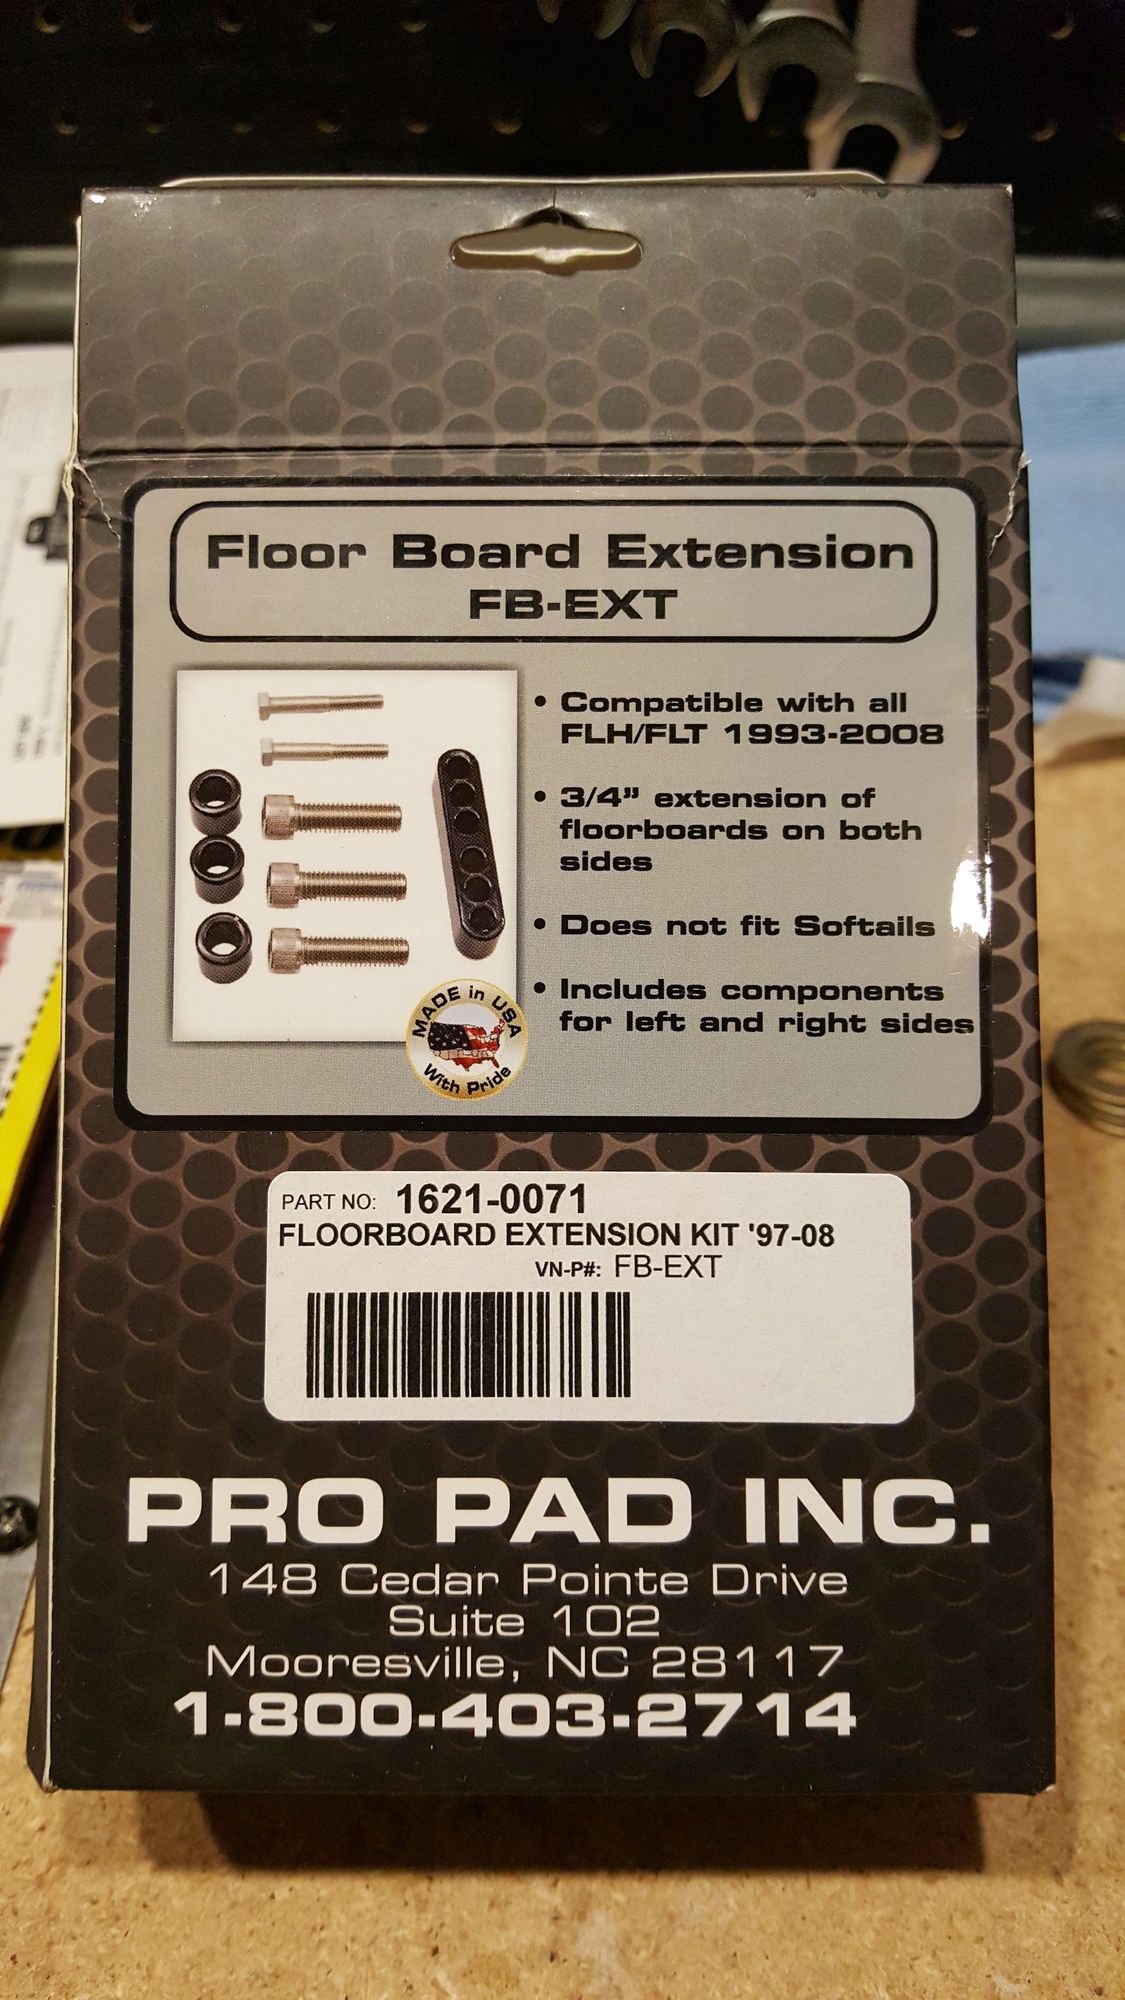 Floor Board Extension
FB-EXT
• Compatible with all
FLH/FLT 1993-2008
• 3/4" extension of
floorboards on both
sides
• Does not fit Softails
• Includes components
for left and right sides
MADE in USA
With Pride
PART NO: 1621-0071
FLOORBOARD EXTENSION KIT '97-08
VN-P#: FB-EXT
PRO PAD INC.
148 Cedar Pointe Drive
Suite 102
Mooresville, NC 28117
1-800-403-2714